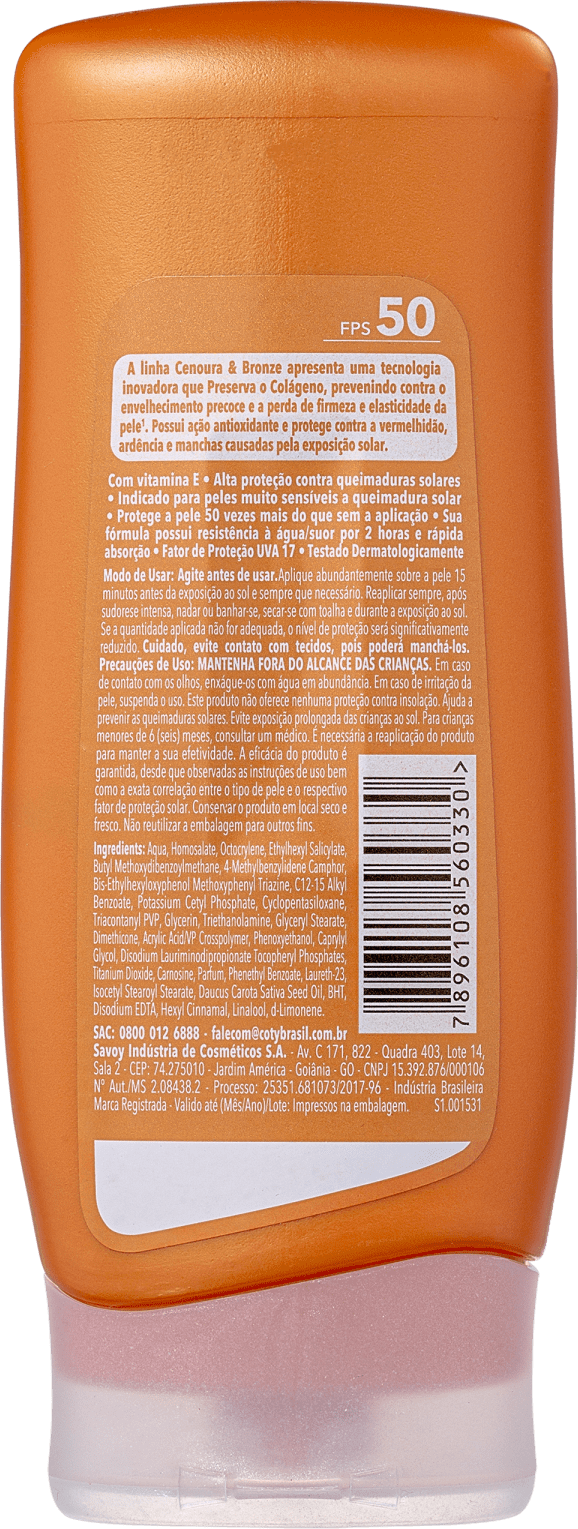 FPS 50
A linha Cenoura & Bronze apresenta uma tecnologia
inovadora que Preserva o Colágeno, prevenindo contra o
envelhecimento precoce e a perda de firmeza e elasticidade da
pele¹. Possui ação antioxidante e protege contra a vermelhidão,
ardência e manchas causadas pela exposição solar.
Com vitamina E • Alta proteção contra queimaduras solares
• Indicado para peles muito sensíveis a queimadura solar
• Protege a pele 50 vezes mais do que sem a aplicação • Sua
fórmula possui resistência à água/suor por 2 horas e rápida
absorção • Fator de Proteção UVA 17 • Testado Dermatologicamente
Modo de Usar: Agite antes de usar.Aplique abundantemente sobre a pele 15
minutos antes da exposição ao sol e sempre que necessário. Reaplicar sempre, após
sudorese intensa, nadar ou banhar-se, secar-se com toalha e durante a exposição ao sol.
Se a quantidade aplicada não for adequada, o nível de proteção será significativamente
reduzido. Cuidado, evite contato com tecidos, pois poderá manchá-los.
Precauções de Uso: MANTENHA FORA DO ALCANCE DAS CRIANÇAS. Em caso
de contato com os olhos, enxágue-os com água em abundância. Em caso de irritação da
pele, suspenda o uso. Este produto não oferece nenhuma proteção contra insolação. Ajuda a
prevenir as queimaduras solares. Evite exposição prolongada das crianças ao sol. Para crianças
menores de 6 (seis) meses, consultar um médico. É necessária a reaplicação do produto
para manter a sua efetividade. A eficácia do produto é
garantida, desde que observadas as instruções de uso bem
como a exata correlação entre o tipo de pele e o respectivo
fator de proteção solar. Conservar o produto em local seco e
fresco. Não reutilizar a embalagem para outros fins.
Ingredients: Aqua, Homosalate, Octocrylene, Ethylhexyl Salicylate,
Butyl Methoxydibenzoylmethane, 4-Methylbenzylidene Camphor,
Bis-Ethylhexyloxyphenol Methoxyphenyl Triazine, C12-15 Alkyl
Benzoate, Potassium Cetyl Phosphate, Cyclopentasiloxane,
Triacontanyl PVP, Glycerin, Triethanolamine, Glyceryl Stearate,
Dimethicone, Acrylic Acid/VP Crosspolymer, Phenoxyethanol, Caprylyl
Glycol, Disodium Lauriminodipropionate Tocopheryl Phosphates,
Titanium Dioxide, Carnosine, Parfum, Phenethyl Benzoate, Laureth-23,
Isocetyl Stearoyl Stearate, Daucus Carota Sativa Seed Oil, BHT,
Disodium EDTA, Hexyl Cinnamal, Linalool, d-Limonene.
7 896108 560330 >
SAC: 0800 012 6888 - falecom@cotybrasil.com.br
Savoy Indústria de Cosméticos S.A. - Av. C 171, 822 - Quadra 403, Lote 14,
Sala 2 - CEP: 74.275010 - Jardim América - Goiânia - GO - CNPJ 15.392.876/000106
N° Aut./MS 2.08438.2 - Processo: 25351.681073/2017-96 - Indústria Brasileira
Marca Registrada - Valido até (Mês/Ano)/Lote: Impressos na embalagem. S1.001531